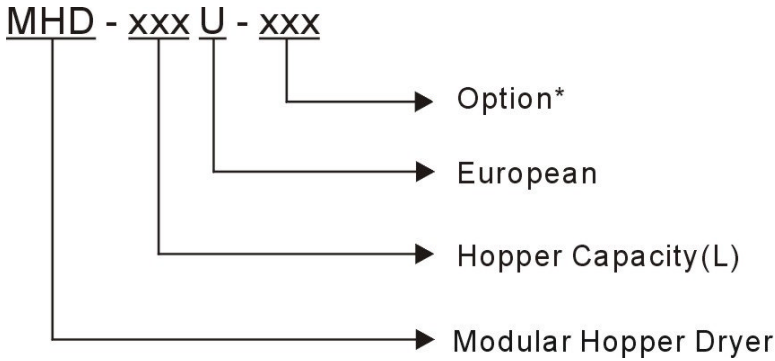 MHD - xxx U - xxx
Option*
European
Hopper Capacity(L)
Modular Hopper Dryer